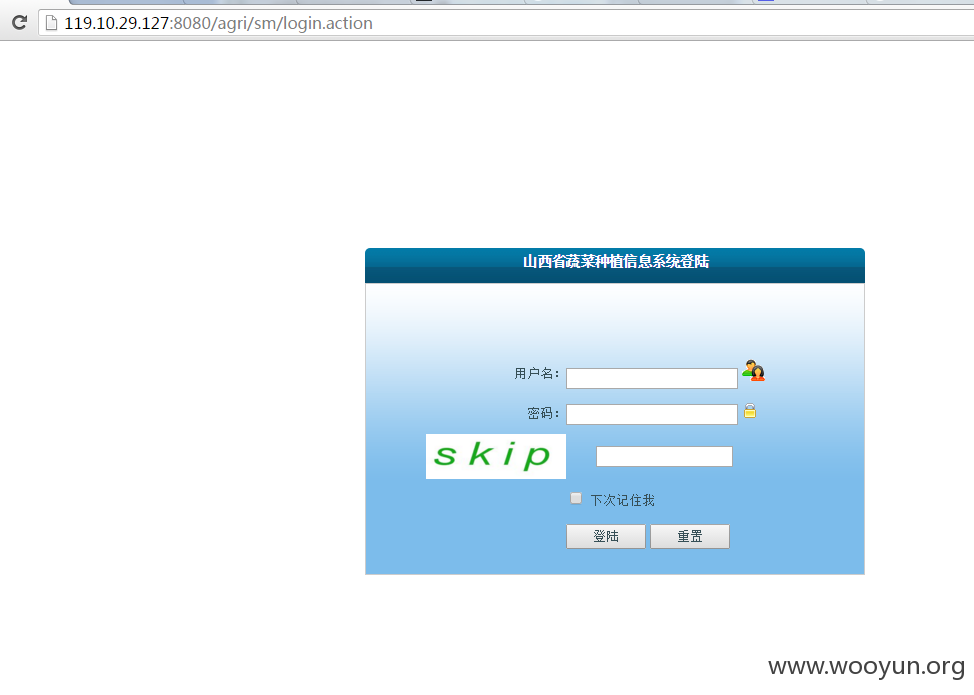 119.10.29.127:8080/agri/sm/login.action
山西省蔬菜种植信息系统登陆
用户名：
密码：
skip
下次记住我
登陆 重置
www.wooyun.org